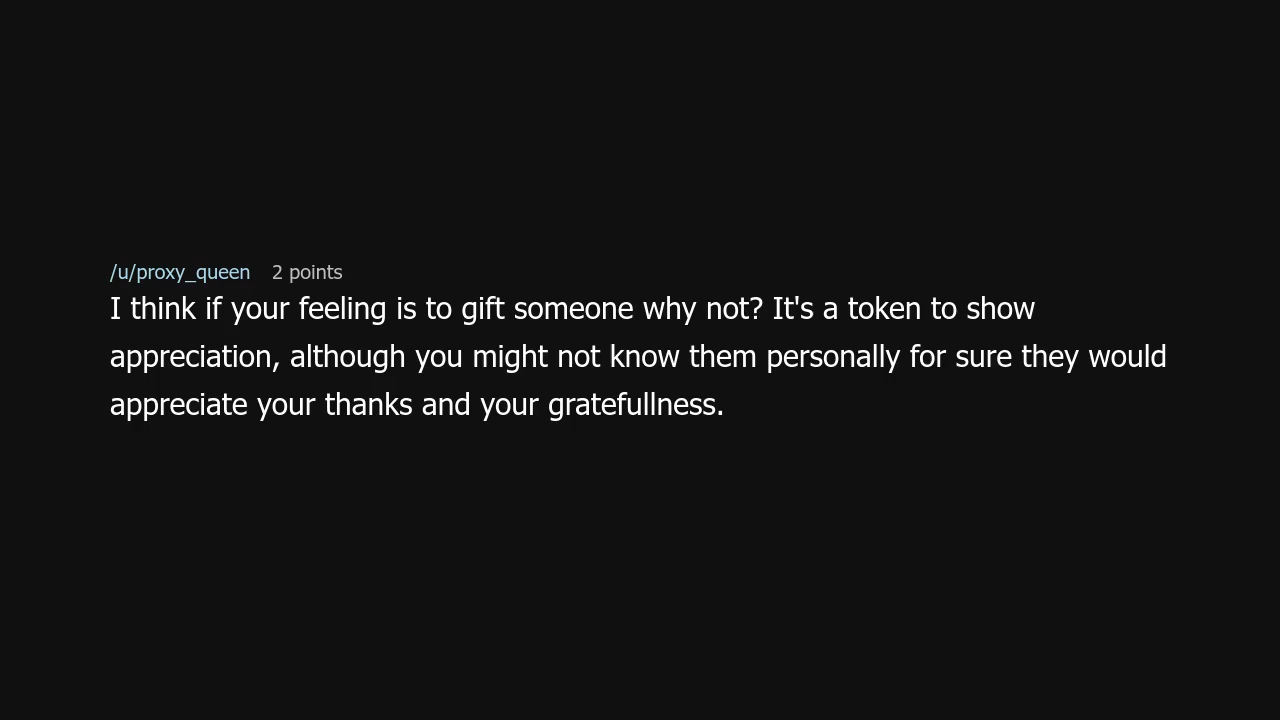 /u/proxy_queen 2 points
I think if your feeling is to gift someone why not? It's a token to show
appreciation, although you might not know them personally for sure they would
appreciate your thanks and your gratefullness.